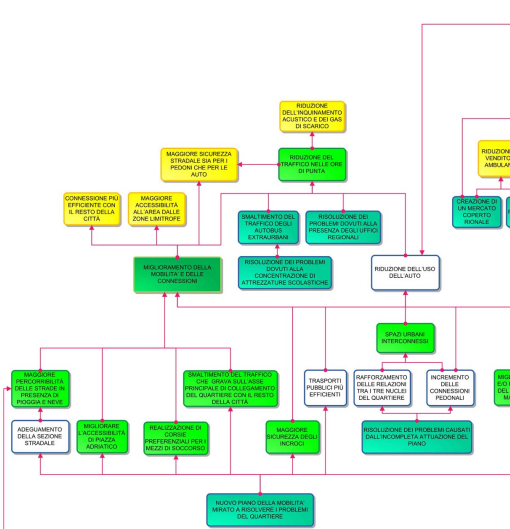 RIDUZIONE
DELL'INQUINAMENTO
ACUSTICO E DEI GAS
DI SCARICO
MAGGIORE SICUREZZA
STRADALE SIA PER I
PEDONI CHE PER LE
AUTO
RIDUZIONE DEL
TRAFFICO NELLE ORE
DI PUNTA
RIDUZIONE
VENDITO
AMBULAN
CONNESSIONE PIÙ
EFFICIENTE CON
IL RESTO DELLA
CITTÀ
MAGGIORE
ACCESSIBILITÀ
ALL'AREA DALLE
ZONE LIMITROFE
SMALTIMENTO DEL
TRAFFICO DEGLI
AUTOBUS
EXTRAURBANI
RISOLUZIONE DEI
PROBLEMI DOVUTI ALLA
PRESENZA DEGLI UFFICI
REGIONALI
CREAZIONE DI
UN MERCATO
COPERTO
RIONALE
MIGLIORAMENTO DELLA
MOBILITA' E DELLE
CONNESSIONI
RISOLUZIONE DEI PROBLEMI
DOVUTI ALLA
CONCENTRAZIONE DI
ATTREZZATURE SCOLASTICHE
RIDUZIONE DELL'USO
DELL'AUTO
SPAZI URBANI
INTERCONNESSI
MAGGIORE
PERCORRIBILITÀ
DELLE STRADE IN
PRESENZA DI
PIOGGIA E NEVE
SMALTIMENTO DEL TRAFFICO
CHE GRAVA SULL'ASSE
PRINCIPALE DI COLLEGAMENTO
DEL QUARTIERE CON IL RESTO
DELLA CITTÀ
TRASPORTI
PUBBLICI PIÙ
EFFICIENTI
RAFFORZAMENTO
DELLE RELAZIONI
TRA I TRE NUCLEI
DEL QUARTIERE
INCREMENTO
DELLE
CONNESSIONI
PEDONALI
MIG
E/O
DEL
MA
ADEGUAMENTO
DELLA SEZIONE
STRADALE
MIGLIORARE
L'ACCESSIBILITÀ
DI PIAZZA
ADRIATICO
REALIZZAZIONE DI
CORSIE
PREFERENZIALI PER I
MEZZI DI SOCCORSO
MAGGIORE
SICUREZZA DEGLI
INCROCI
RISOLUZIONE DEI PROBLEMI CAUSATI
DALL'INCOMPLETA ATTUAZIONE DEL
PIANO
NUOVO PIANO DELLA MOBILITA'
MIRATO A RISOLVERE I PROBLEMI
DEL QUARTIERE